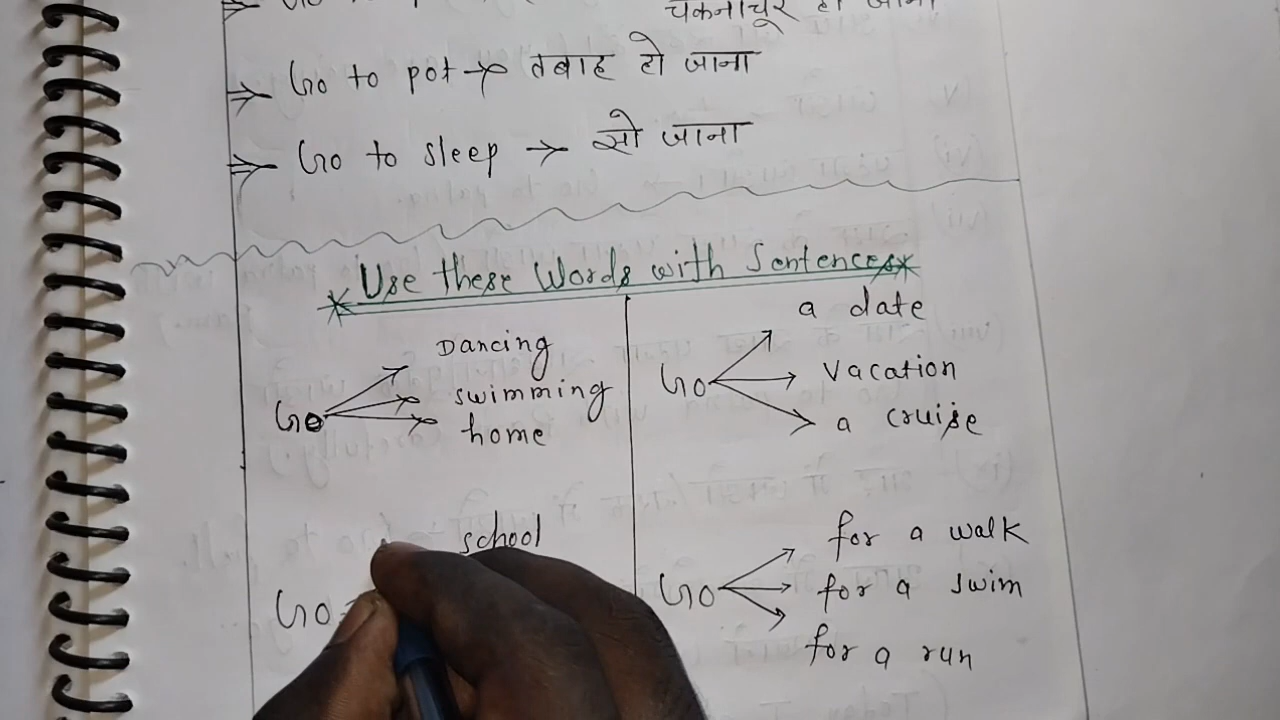 चकनाचूर हो जाना
Go to pot → तबाह हो जाना
Go to sleep → सो जाना
*Use these Words with Sentences*
Dancing
Go swimming
home
a date
Go vacation
a cruise
school
Go
for a walk
Go for a swim
for a run